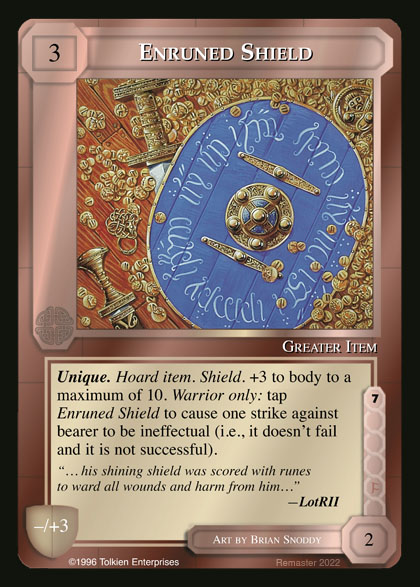 3
ENRUNED SHIELD
GREATER ITEM
Unique. Hoard item. Shield. +3 to body to a
maximum of 10. Warrior only: tap
Enruned Shield to cause one strike against
bearer to be ineffectual (i.e., it doesn’t fail
and it is not successful).
“… his shining shield was scored with runes
to ward all wounds and harm from him…”
–LotRII
7
–/+3
ART BY BRIAN SNODDY
2
©1996 Tolkien Enterprises
Remaster 2022